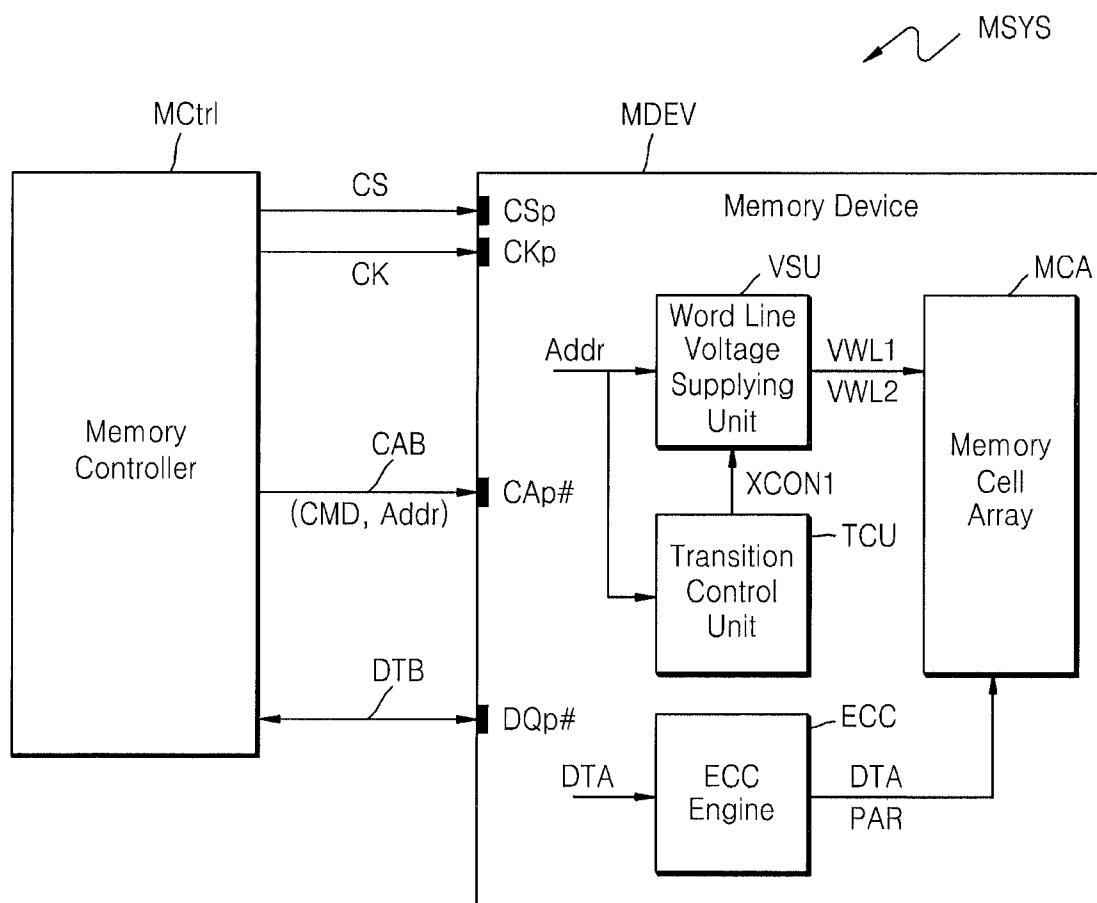 MSYS
MCtrl
MDEV
CS
CSp
Memory Device
CK
CKp
VSU
MCA
Addr
Word Line
Voltage
Supplying
Unit
VWL1
VWL2
Memory
Controller
CAB
(CMD, Addr)
CAp#
XCON1
Memory
Cell
Array
TCU
Transition
Control
Unit
DTB
DQp#
ECC
DTA
ECC
Engine
DTA
PAR